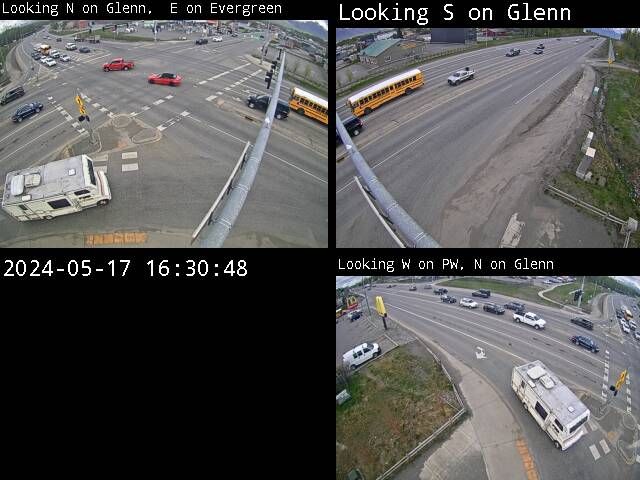 Looking N on Glenn, E on Evergreen
Looking S on Glenn
2024-05-17 16:30:48
Looking W on PW, N on Glenn